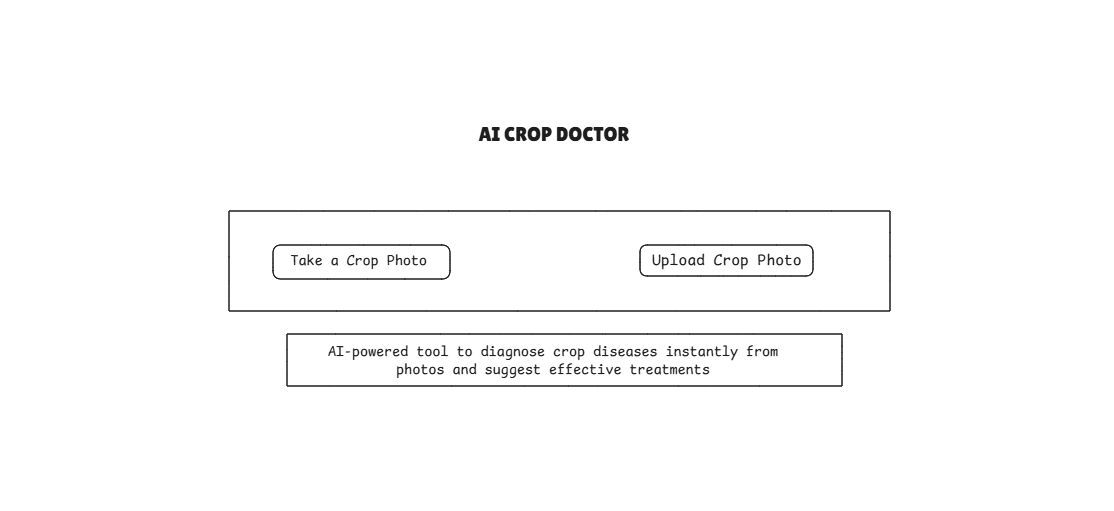 AI CROP DOCTOR
Take a Crop Photo
Upload Crop Photo
AI-powered tool to diagnose crop diseases instantly from
photos and suggest effective treatments